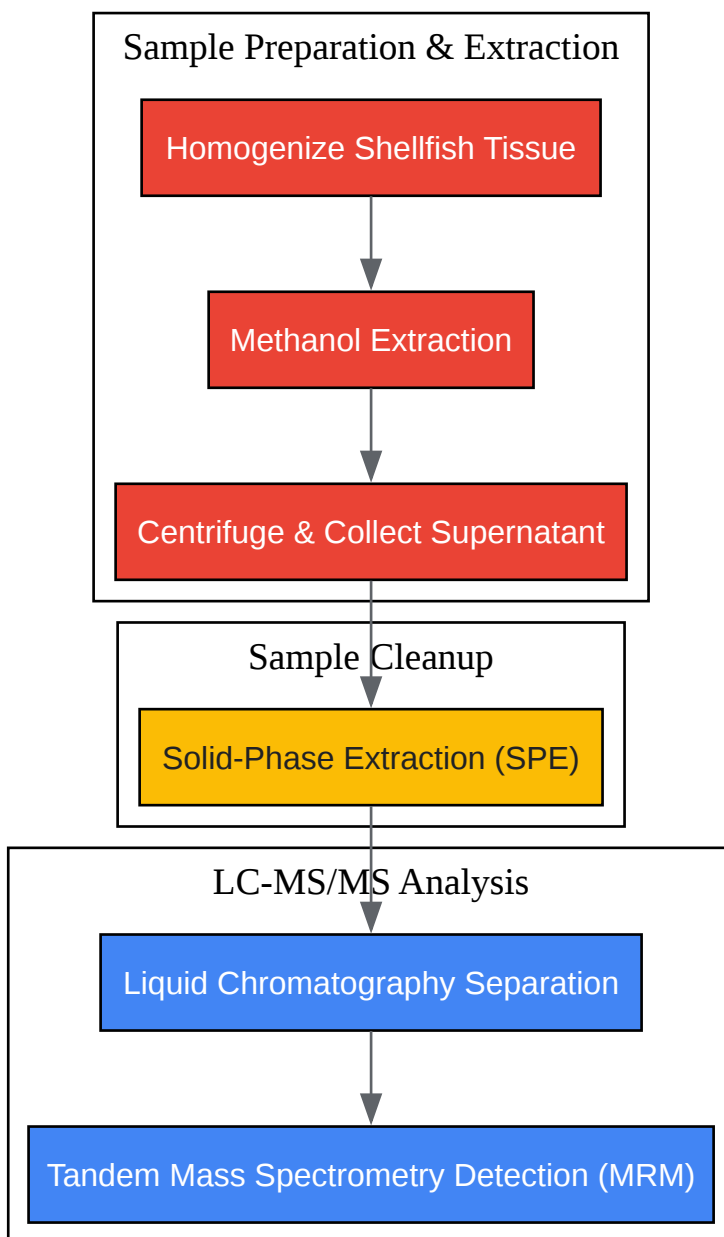 Sample Preparation & Extraction
Homogenize Shellfish Tissue
Methanol Extraction
Centrifuge & Collect Supernatant
Sample Cleanup
Solid-Phase Extraction (SPE)
LC-MS/MS Analysis
Liquid Chromatography Separation
Tandem Mass Spectrometry Detection (MRM)